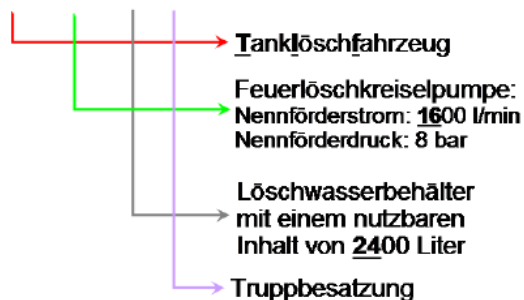 Tanklöschfahrzeug
Feuerlöschkreiselpumpe:
Nennförderstrom: 1600 l/min
Nennförderdruck: 8 bar
Löschwasserbehälter
mit einem nutzbaren
Inhalt von 2400 Liter
Truppbesatzung